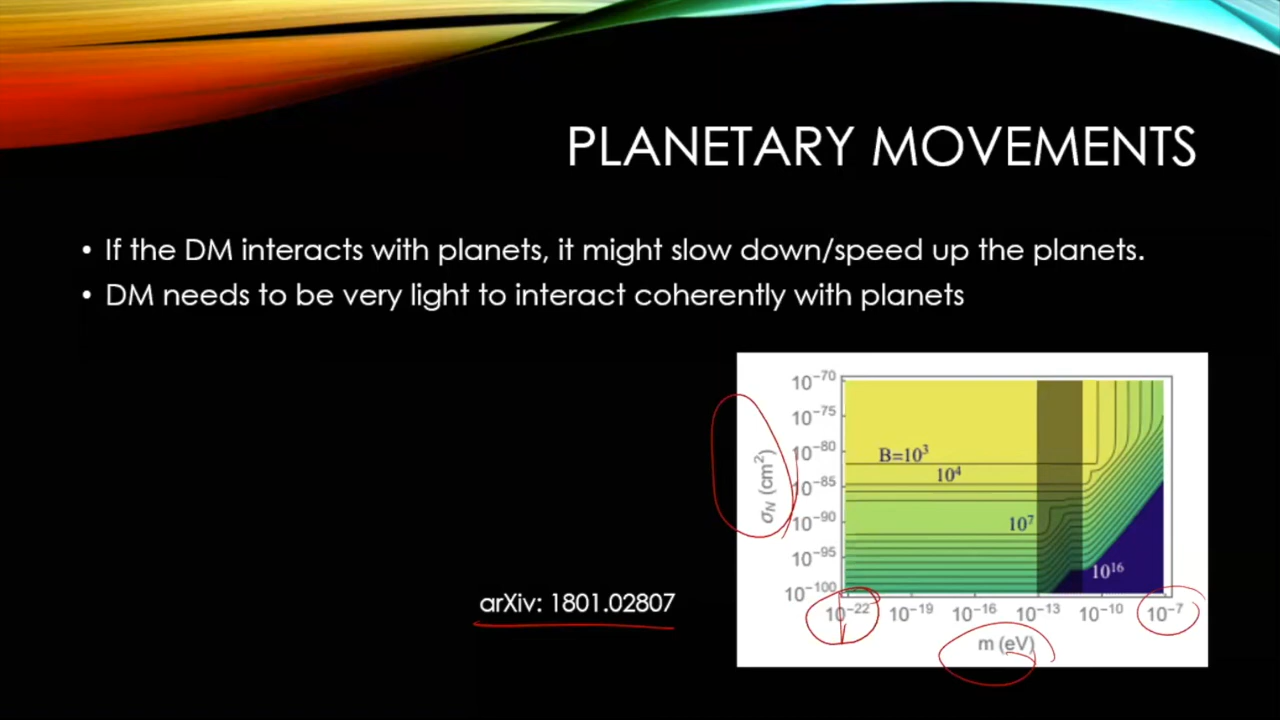 PLANETARY MOVEMENTS
• If the DM interacts with planets, it might slow down/speed up the planets.
• DM needs to be very light to interact coherently with planets
10⁻⁷⁰
10⁻⁷⁵
10⁻⁸⁰
10⁻⁸⁵
10⁻⁹⁰
10⁻⁹⁵
10⁻¹⁰⁰
σN (cm²)
B=10³
10⁴
10⁷
10¹⁶
10⁻²² 10⁻¹⁹ 10⁻¹⁶ 10⁻¹³ 10⁻¹⁰ 10⁻⁷
m (eV)
arXiv: 1801.02807